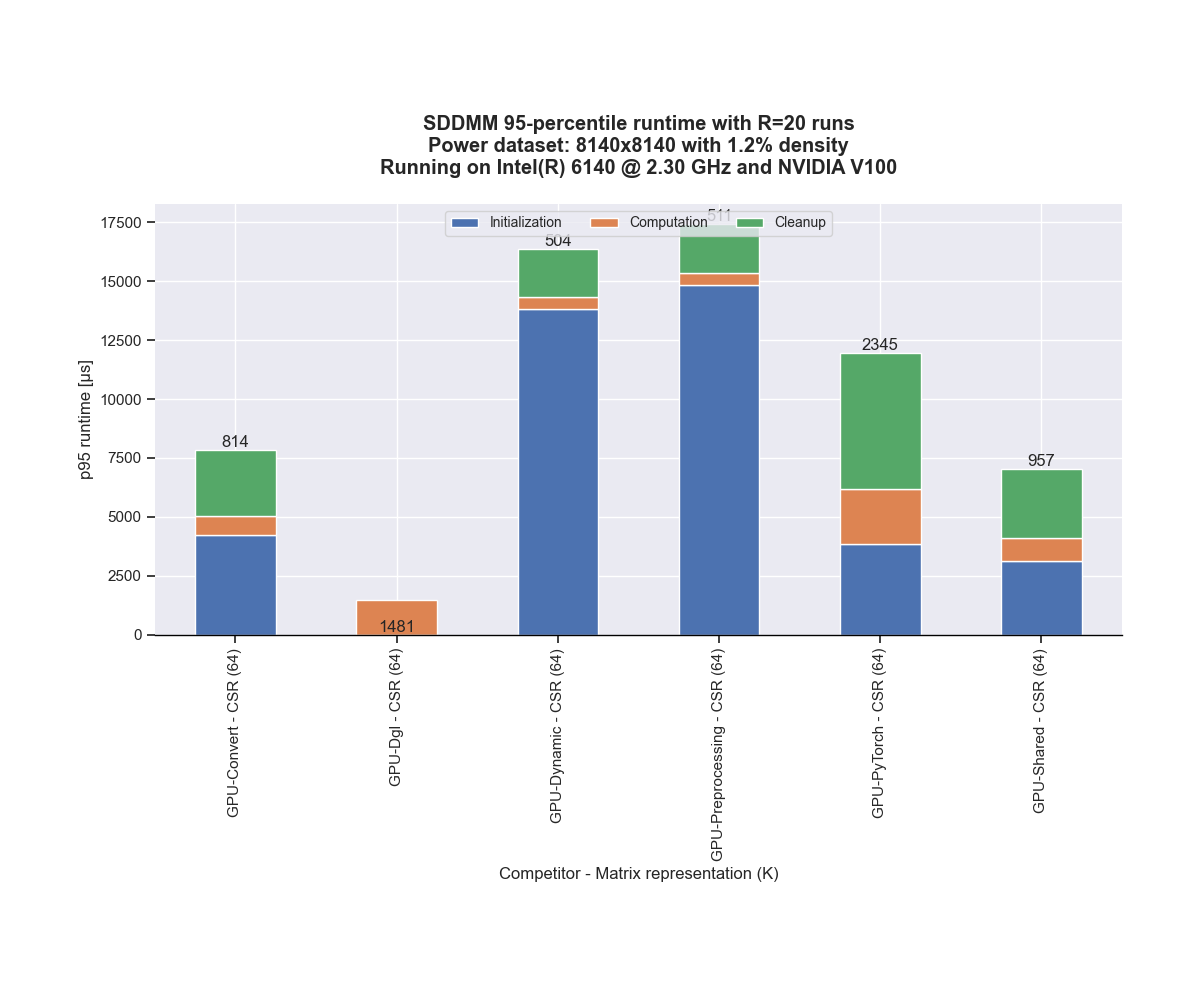 SDDMM 95-percentile runtime with R=20 runs
Power dataset: 8140x8140 with 1.2% density
Running on Intel(R) 6140 @ 2.30 GHz and NVIDIA V100
Initialization Computation Cleanup
511
504
2345
814
957
1481
17500
15000
12500
10000
7500
5000
2500
0
p95 runtime [µs]
GPU-Convert - CSR (64)
GPU-Dgl - CSR (64)
GPU-Dynamic - CSR (64)
GPU-Preprocessing - CSR (64)
GPU-PyTorch - CSR (64)
GPU-Shared - CSR (64)
Competitor - Matrix representation (K)